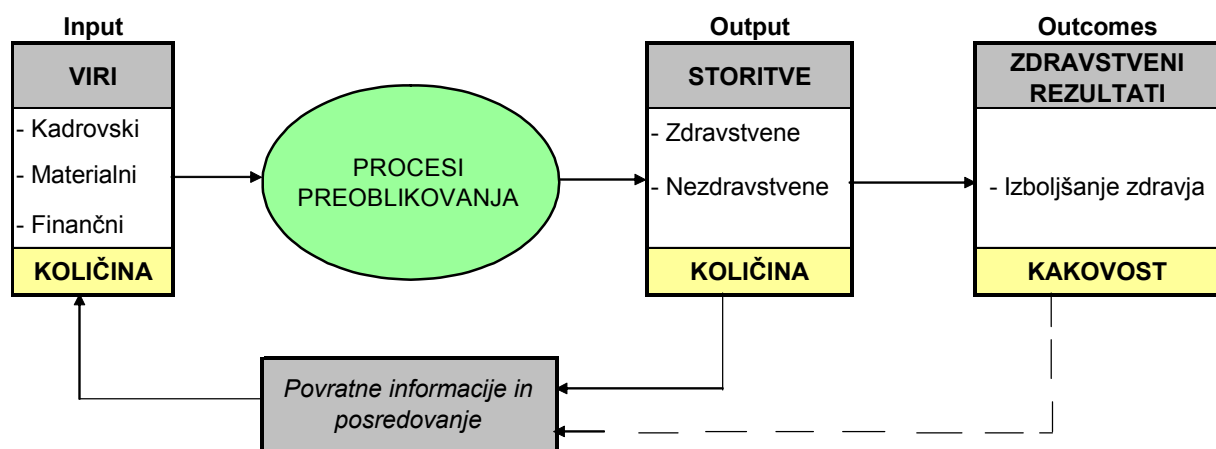 Input
VIRI
- Kadrovski
- Materialni
- Finančni
KOLIČINA
PROCESI
PREOBLIKOVANJA
Output
STORITVE
- Zdravstvene
- Nezdravstvene
KOLIČINA
Outcomes
ZDRAVSTVENI
REZULTATI
- Izboljšanje zdravja
KAKOVOST
Povratne informacije in
posredovanje